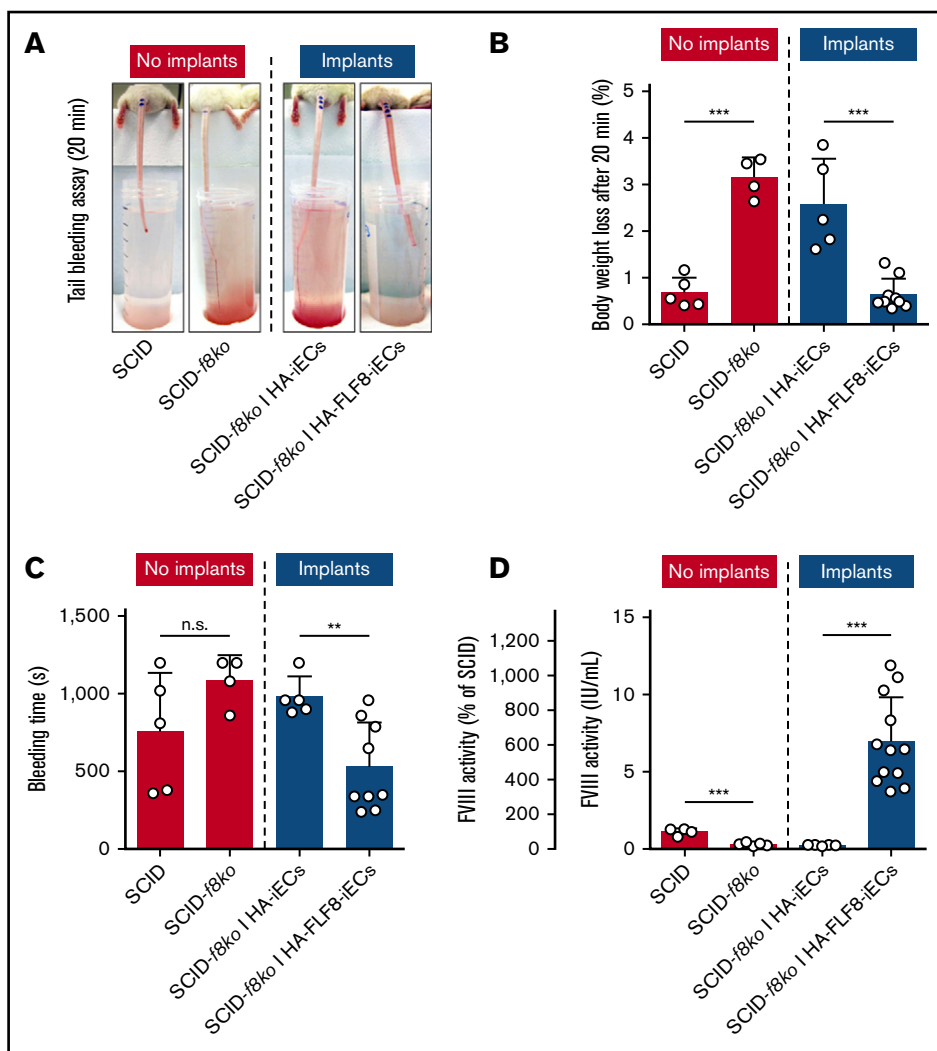 A
No implants
Implants
Tail bleeding assay (20 min)
SCID
SCID-f8ko
SCID-f8ko I HA-iECs
SCID-f8ko I HA-FLF8-iECs
B
No implants
Implants
Body weight loss after 20 min (%)
5
4
3
2
1
0
***
***
SCID
SCID-f8ko
SCID-f8ko I HA-iECs
SCID-f8ko I HA-FLF8-iECs
C
No implants
Implants
Bleeding time (s)
1,500
1,000
500
0
n.s.
**
SCID
SCID-f8ko
SCID-f8ko I HA-iECs
SCID-f8ko I HA-FLF8-iECs
D
No implants
Implants
FVIII activity (% of SCID)
1,200
1,000
800
600
400
200
0
FVIII activity (IU/mL)
15
10
5
0
***
***
SCID
SCID-f8ko
SCID-f8ko I HA-iECs
SCID-f8ko I HA-FLF8-iECs